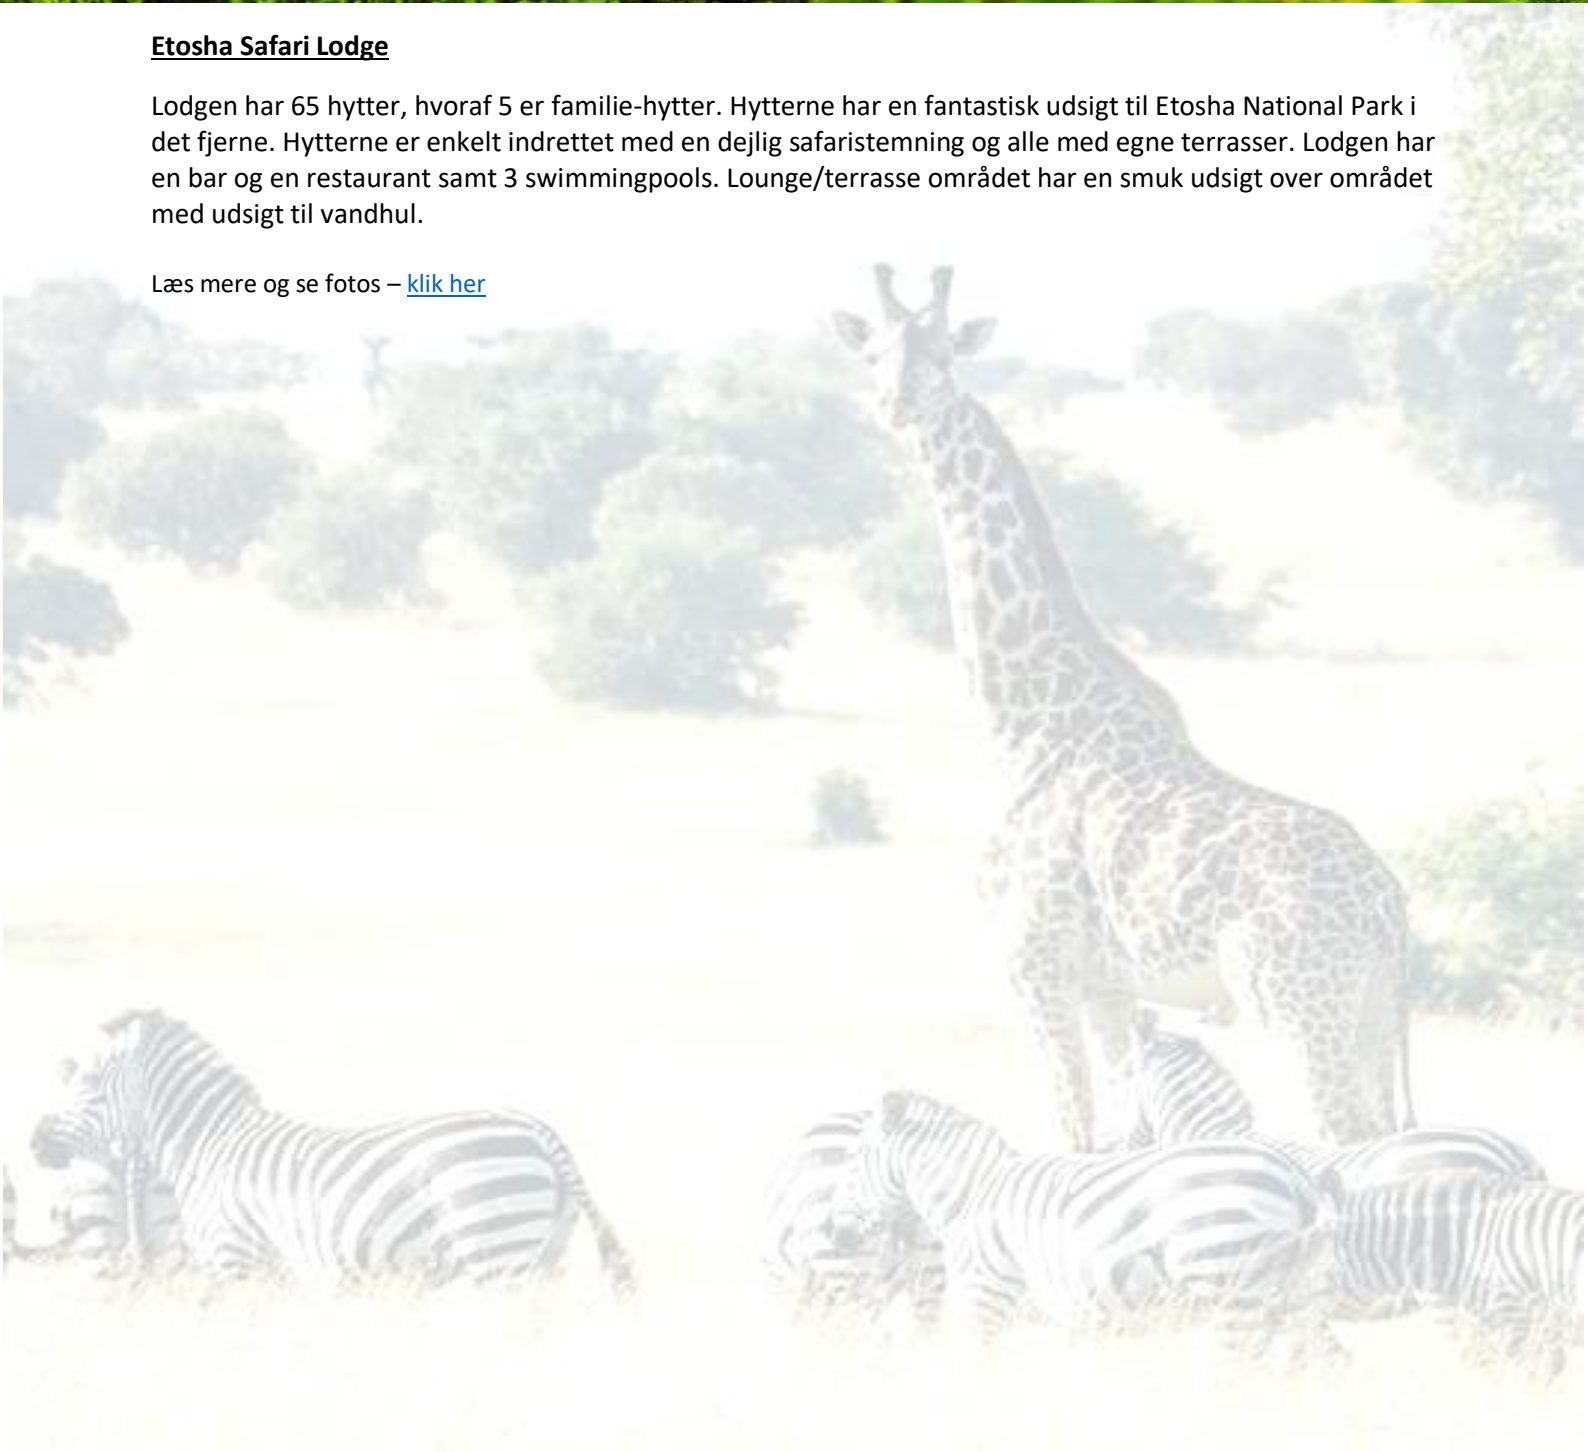 Etosha Safari Lodge
Lodgen har 65 hytter, hvoraf 5 er familie-hytter. Hytterne har en fantastisk udsigt til Etosha National Park i
det fjerne. Hytterne er enkelt indrettet med en dejlig safaristemning og alle med egne terrasser. Lodgen har
en bar og en restaurant samt 3 swimmingpools. Lounge/terrasse området har en smuk udsigt over området
med udsigt til vandhul.
Læs mere og se fotos – klik her